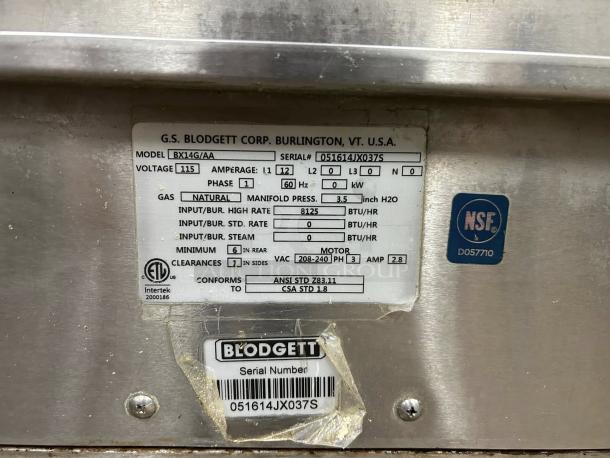 G.S. BLODGETT CORP. BURLINGTON, VT. U.S.A.
MODEL BX14G/AA SERIAL# 051614JX037S
VOLTAGE 115 AMPERAGE: L1 12 L2 0 L3 0 N 0
PHASE 1 60 Hz 0 kW
GAS NATURAL MANIFOLD PRESS. 3.5 inch H2O
INPUT/BUR. HIGH RATE 8125 BTU/HR
INPUT/BUR. STD. RATE 0 BTU/HR
INPUT/BUR. STEAM 0 BTU/HR
MINIMUM 6 IN REAR MOTOR
CLEARANCES 1 IN SIDES VAC 208-240 PH 3 AMP 2.8
CONFORMS ANSI STD Z83.11
TO CSA STD 1.8
ETL
c us
Intertek
2000186
NSF®
D057710
BLODGETT
Serial Number
051614JX037S